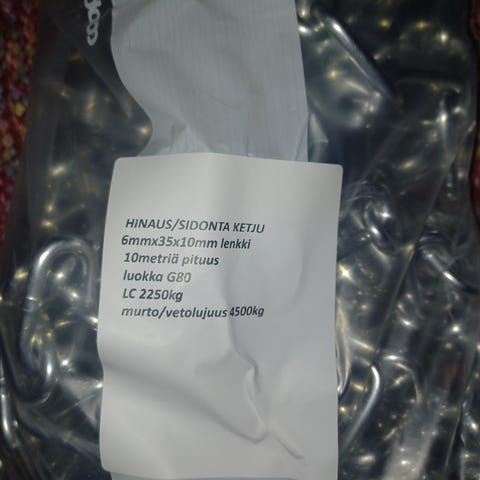 HINAUS/SIDONTA KETJU
6mmx35x10mm lenkki
10metriä pituus
luokka G80
LC 2250kg
murto/vetolujuus 4500kg